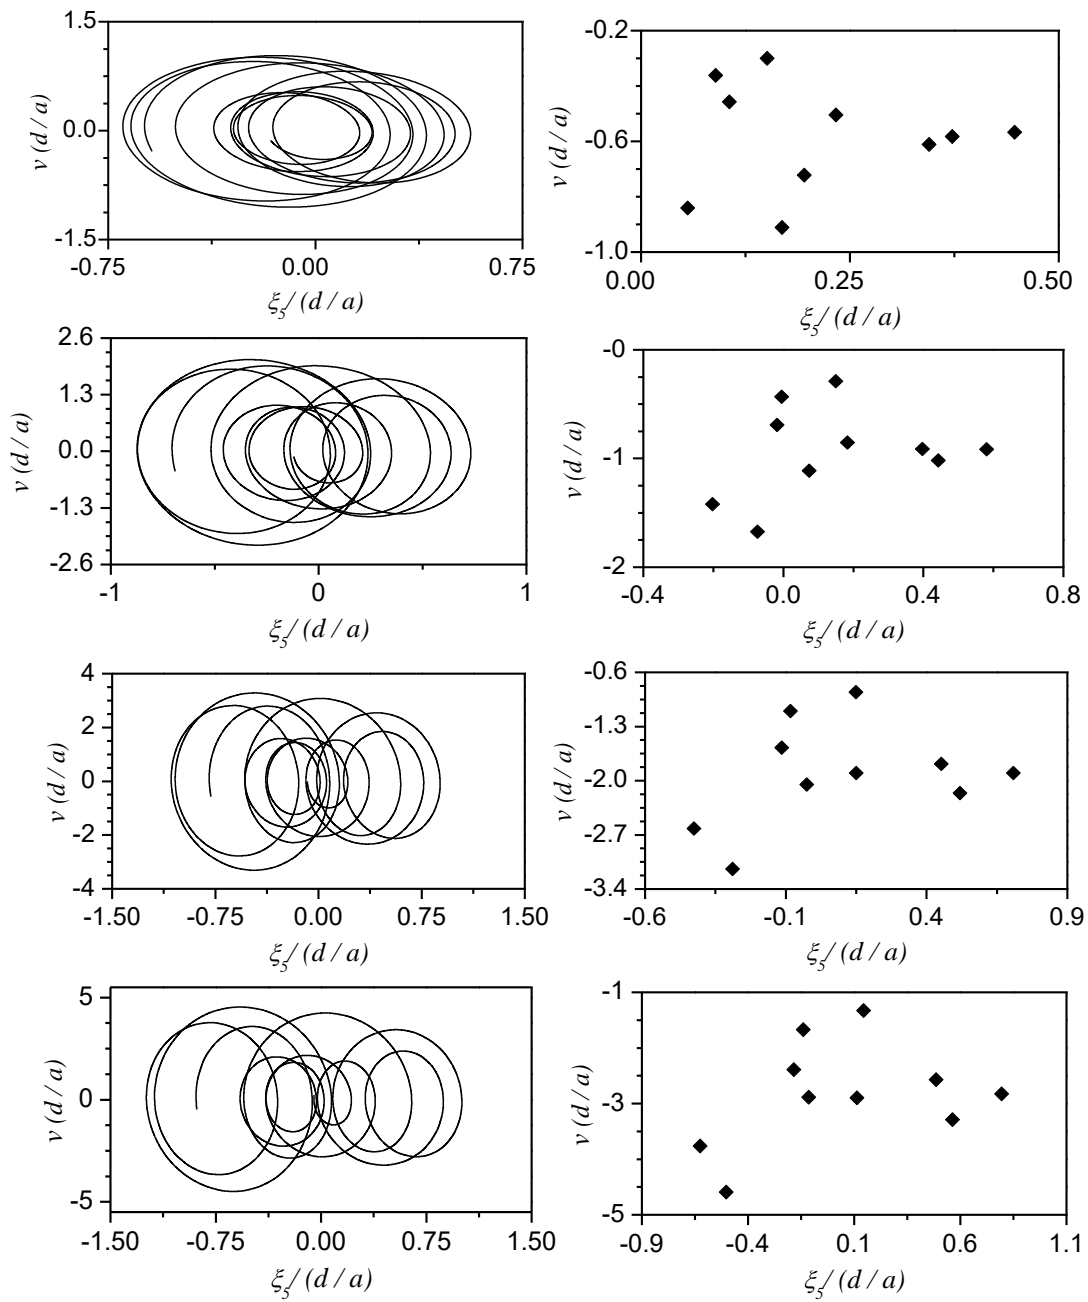 1.5
0.0
-1.5
-0.75 0.00 0.75
v (d / a)
ξ5/ (d / a)
-0.2
-0.6
-1.0
0.00 0.25 0.50
v (d / a)
ξ5/ (d / a)
2.6
1.3
0.0
-1.3
-2.6
-1 0 1
v (d / a)
ξ5/ (d / a)
-0
-1
-2
-0.4 0.0 0.4 0.8
v (d / a)
ξ5/ (d / a)
4
2
0
-2
-4
-1.50 -0.75 0.00 0.75 1.50
v (d / a)
ξ5/ (d / a)
-0.6
-1.3
-2.0
-2.7
-3.4
-0.6 -0.1 0.4 0.9
v (d / a)
ξ5/ (d / a)
5
0
-5
-1.50 -0.75 0.00 0.75 1.50
v (d / a)
ξ5/ (d / a)
-1
-3
-5
-0.9 -0.4 0.1 0.6 1.1
v (d / a)
ξ5/ (d / a)